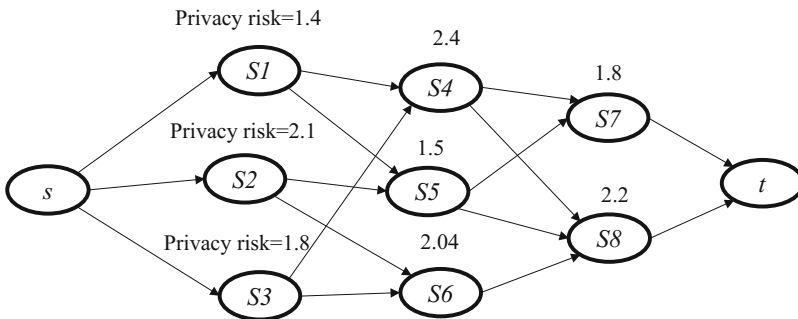 Privacy risk=1.4
2.4
1.8
S1
S4
S7
Privacy risk=2.1
1.5
s
S2
S5
t
2.2
Privacy risk=1.8
2.04
S8
S3
S6